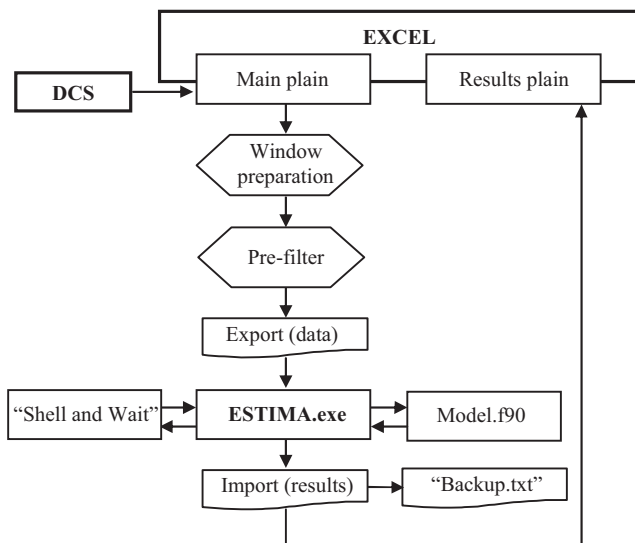 EXCEL
Main plain
Results plain
DCS
Window
preparation
Pre-filter
Export (data)
“Shell and Wait”
ESTIMA.exe
Model.f90
Import (results)
“Backup.txt”